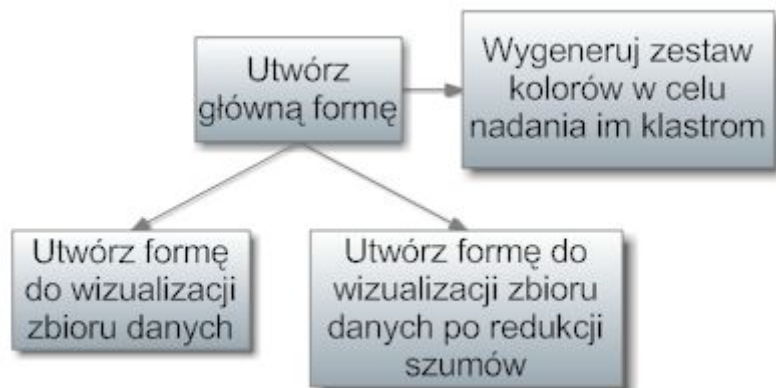 Utwórz
główną formę
Wygeneruj zestaw
kolorów w celu
nadania im klastrom
Utwórz formę
do wizualizacji
zbioru danych
Utwórz formę do
wizualizacji zbioru
danych po redukcji
szumów